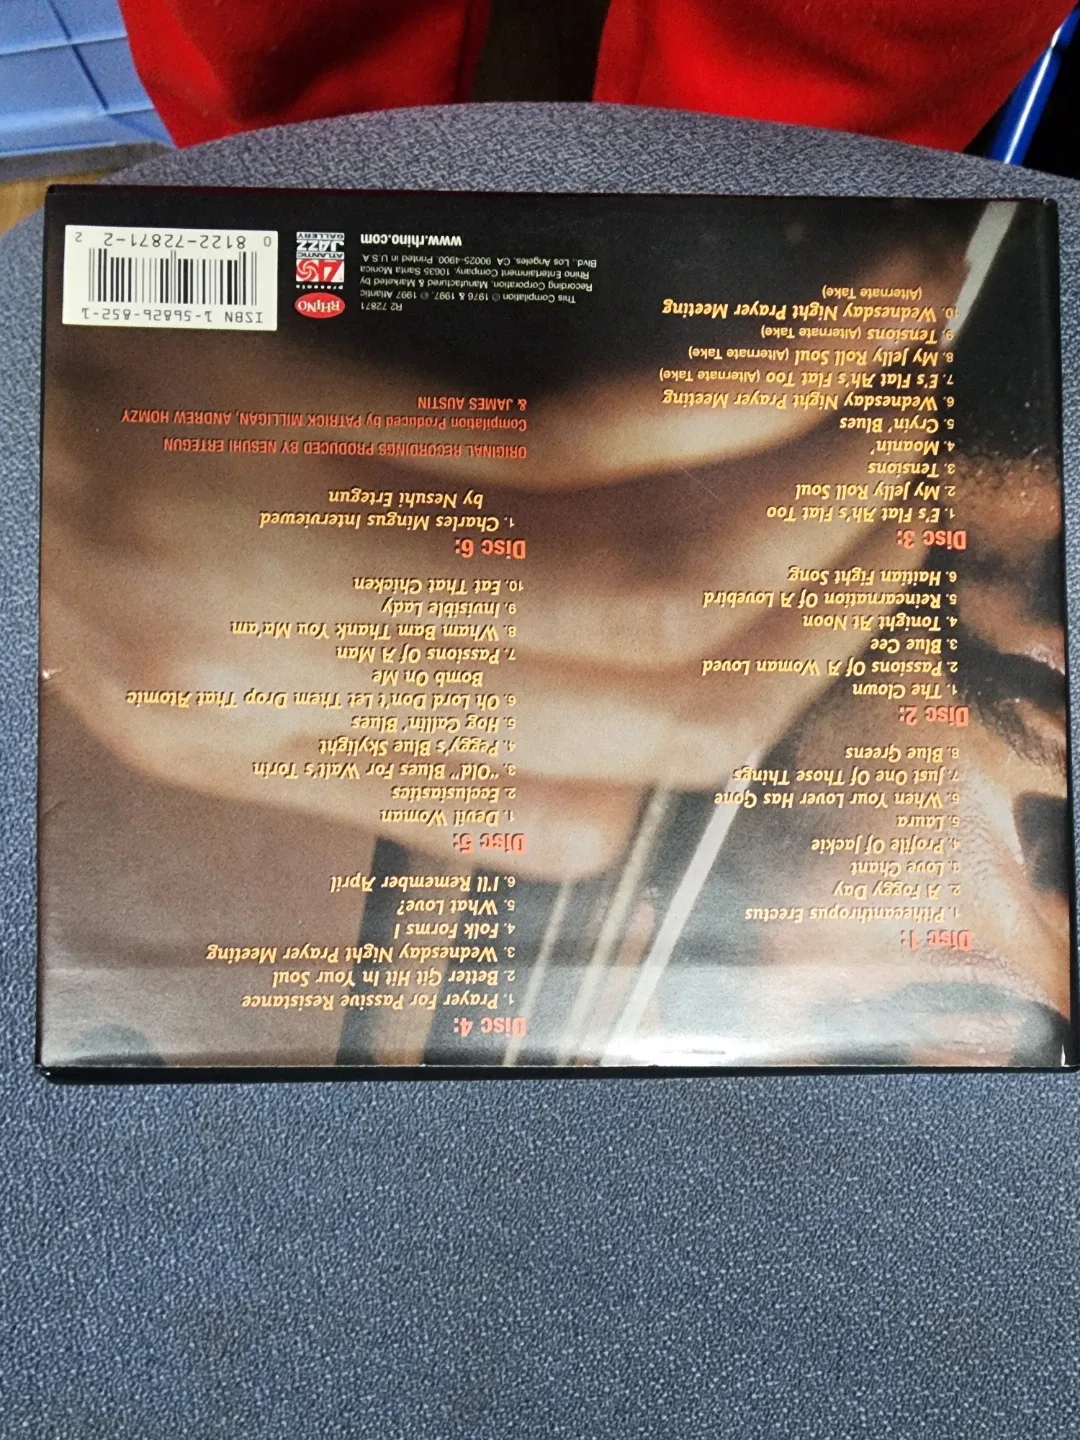 Disc 1:
1. Pithecanthropus Erectus
2. A Foggy Day
3. Love Chant
4. Profile Of Jackie
5. Laura
6. When Your Lover Has Gone
7. Just One Of Those Things
8. Blue Greens
Disc 2:
1. The Clown
2. Passions Of A Woman Loved
3. Blue Cee
4. Tonight At Noon
5. Reincarnation Of A Lovebird
6. Haitian Fight Song
Disc 3:
1. E's Flat Ah's Flat Too
2. My Jelly Roll Soul
3. Tensions
4. Moanin'
5. Cryin' Blues
6. Wednesday Night Prayer Meeting
7. E's Flat Ah's Flat Too (Alternate Take)
8. My Jelly Roll Soul (Alternate Take)
9. Tensions (Alternate Take)
10. Wednesday Night Prayer Meeting
(Alternate Take)
Disc 4:
1. Prayer For Passive Resistance
2. Better Git Hit In Your Soul
3. Wednesday Night Prayer Meeting
4. Folk Forms I
5. What Love?
6. I'll Remember April
Disc 5:
1. Devil Woman
2. Ecclusiastics
3. "Old" Blues For Walt's Torin
4. Peggy's Blue Skylight
5. Hog Callin' Blues
6. Oh Lord Don't Let Them Drop That Atomic
Bomb On Me
7. Passions Of A Man
8. Wham Bam Thank You Ma'am
9. Invisible Lady
10. Eat That Chicken
Disc 6:
1. Charles Mingus Interviewed
by Nesuhi Ertegun
ORIGINAL RECORDINGS PRODUCED BY NESUHI ERTEGUN
Compilation Produced by PATRICK MILLIGAN, ANDREW HOMZY
& JAMES AUSTIN
RHINO
presents
ATLANTIC
JAZZ
GALLERY
R2 72871
This Compilation ℗ 1976 & 1997, © 1997 Atlantic
Recording Corporation. Manufactured & Marketed by
Rhino Entertainment Company, 10635 Santa Monica
Blvd., Los Angeles, CA 90025-4900. Printed in U.S.A.
www.rhino.com
ISBN 1-56826-852-1
0 8122-72871-2 2